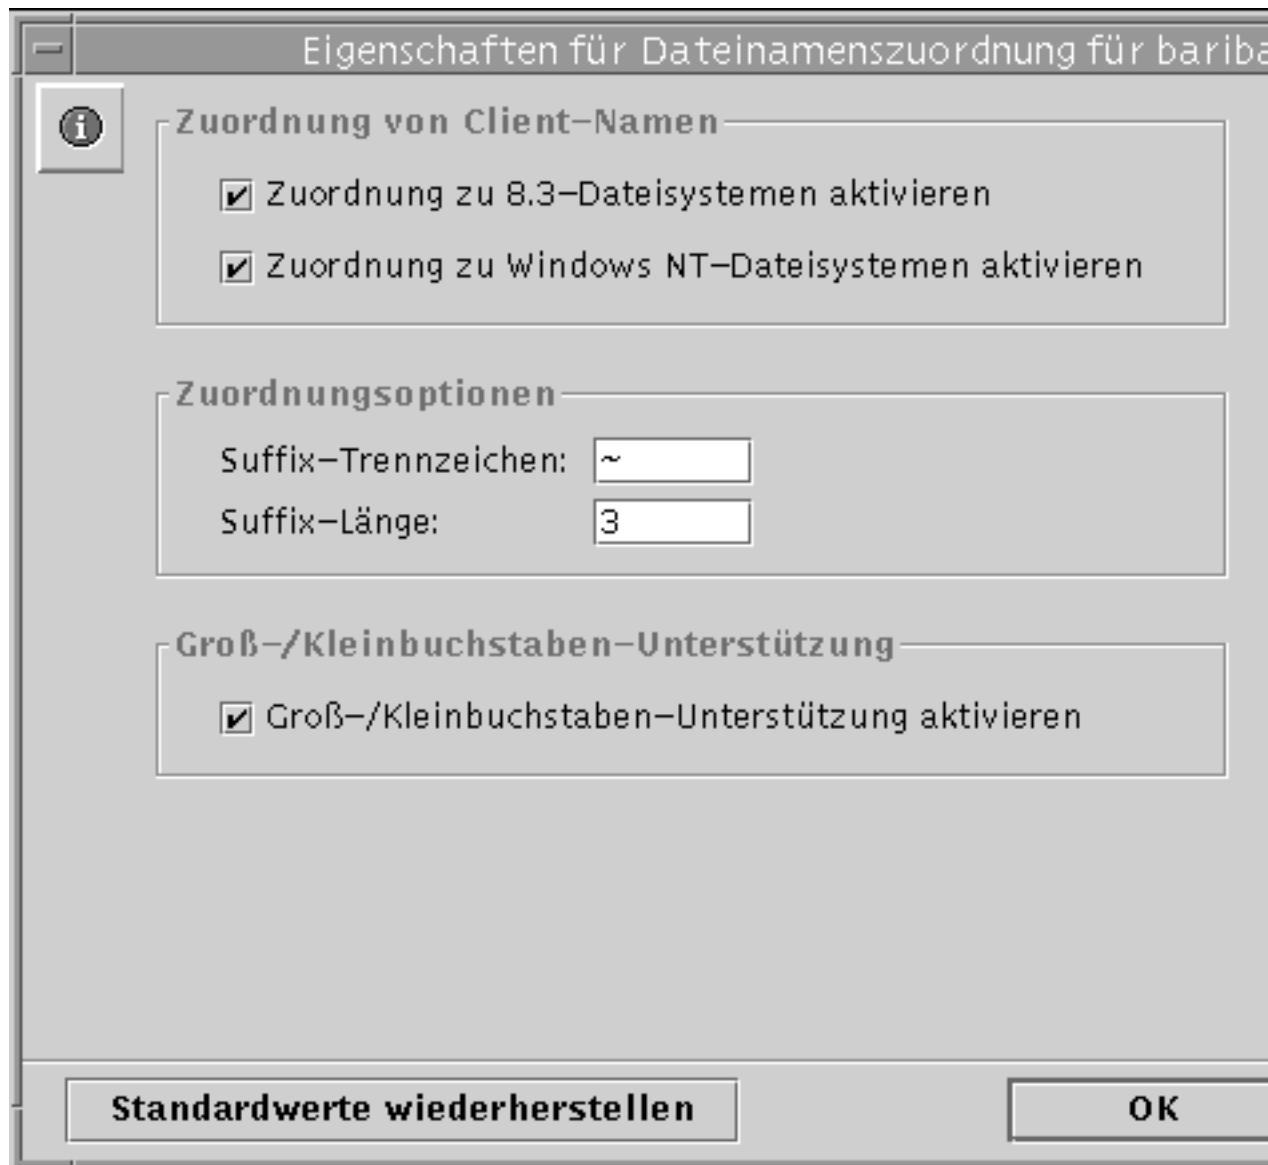 Eigenschaften für Dateinamenszuordnung für
Zuordnung von Client-Namen
Zuordnung zu 8.3-Dateisystemen aktivieren
Zuordnung zu Windows NT-Dateisystemen aktivieren
Zuordnungsoptionen
Suffix-Trennzeichen: ~
Suffix-Länge: 3
Groß-/Kleinbuchstaben-Unterstützung
Groß-/Kleinbuchstaben-Unterstützung aktivieren
Standardwerte wiederherstellen OK